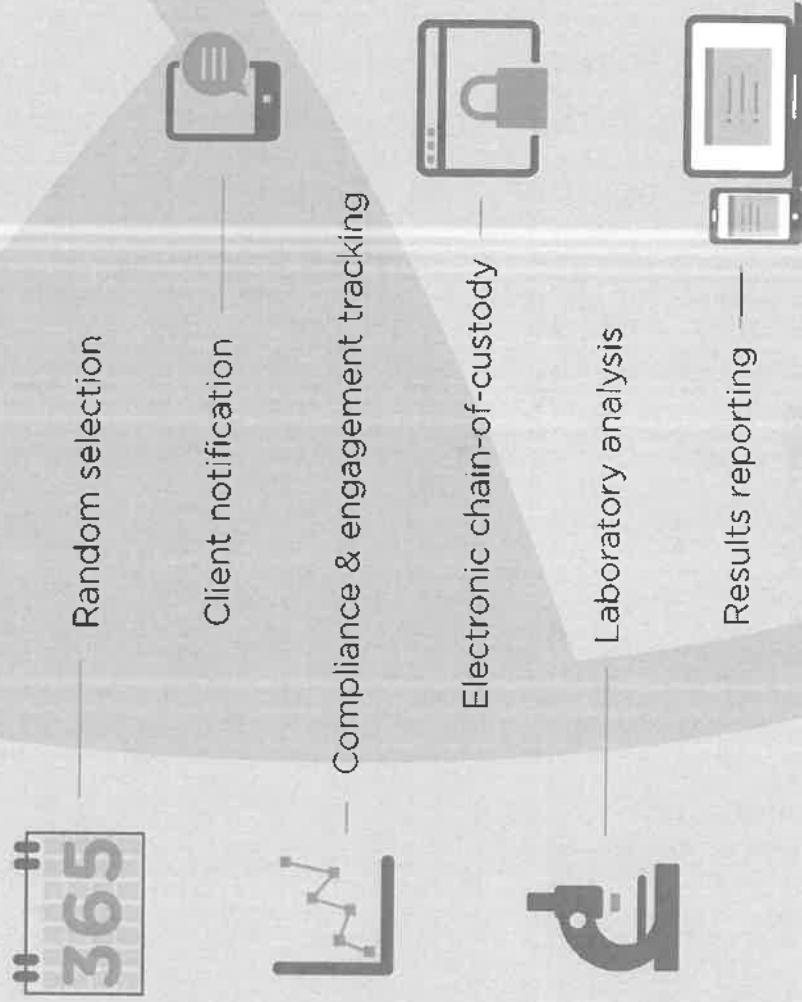 365
Random selection
Client notification
Compliance & engagement tracking
Electronic chain-of-custody
Laboratory analysis
Results reporting